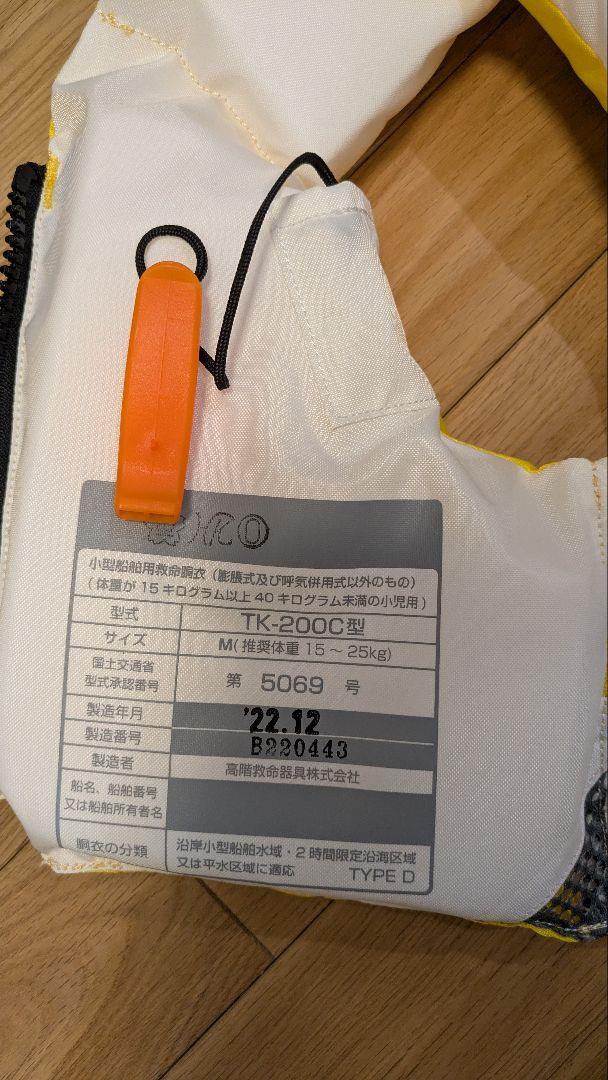 小型船舶用救命胴衣（膨脹式及び呼気併用式以外のもの）
(体重が 15 キログラム以上 40 キログラム未満の小児用)
型式 TK-200C型
サイズ M(推奨体重 15 ～ 25kg)
国土交通省
型式承認番号 第 5069 号
製造年月 '22.12
製造番号 B220443
製造者 高階救命器具株式会社
船名、船舶番号
又は船舶所有者名
胴衣の分類 沿岸小型船舶水域・2 時間限定沿海区域
又は平水区域に適応 TYPE D